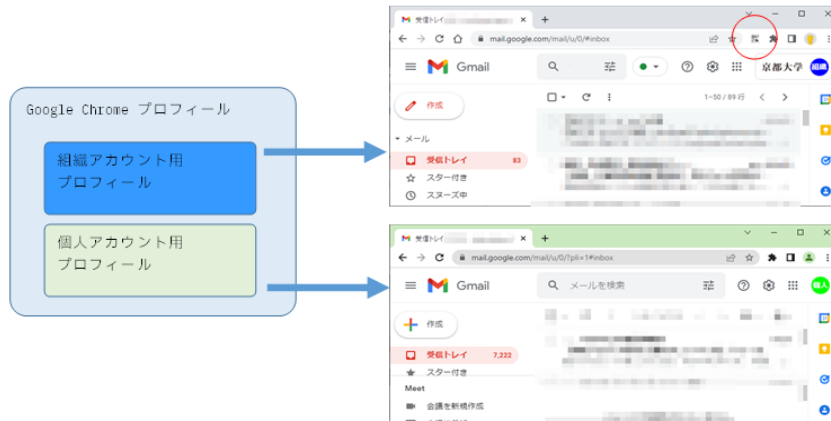 Google Chrome プロフィール
組織アカウント用
プロフィール
個人アカウント用
プロフィール
受信トレイ
mail.google.com/mail/u/0/#inbox
Gmail
京都大学
組織
作成
1-50 / 89 行
メール
受信トレイ 83
スター付き
スヌーズ中
受信トレイ
mail.google.com/mail/u/0/?pli=1#inbox
Gmail
メールを検索
個人
作成
受信トレイ 7,222
スター付き
Meet
会議を新規作成